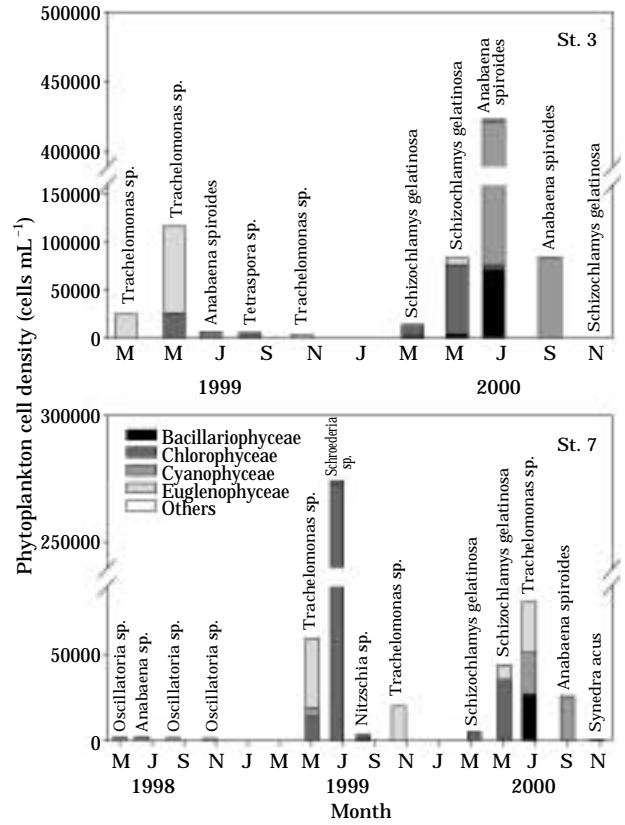 500000
450000
400000
150000
100000
50000
0
Phytoplankton cell density (cells mL⁻¹)
St. 3
Trachelomonas sp.
Trachelomonas sp.
Anabaena spiroides
Tetraspora sp.
Trachelomonas sp.
Schizochlamys gelatinosa
Schizochlamys gelatinosa
Anabaena
spiroides
Anabaena spiroides
Schizochlamys gelatinosa
M M J S N J M M J S N
1999 2000
300000
250000
50000
0
St. 7
Bacillariophyceae
Chlorophyceae
Cyanophyceae
Euglenophyceae
Others
Oscillatoria sp.
Anabaena sp.
Oscillatoria sp.
Oscillatoria sp.
Trachelomonas sp.
Schroederia
sp.
Nitzschia sp.
Trachelomonas sp.
Schizochlamys gelatinosa
Schizochlamys gelatinosa
Trachelomonas sp.
Anabaena spiroides
Synedra acus
M J S N J M M J S N J M M J S N
1998 1999 2000
Month